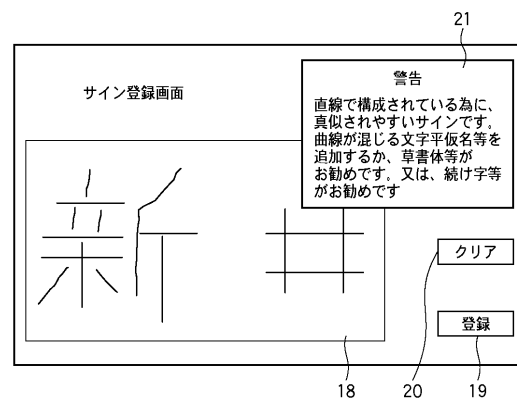 21
サイン登録画面
警告
直線で構成されている為に、
真似されやすいサインです。
曲線が混じる文字平仮名等を
追加するか、草書体等が
お勧めです。又は、続け字等
がお勧めです
新井
クリア
登録
18
20
19